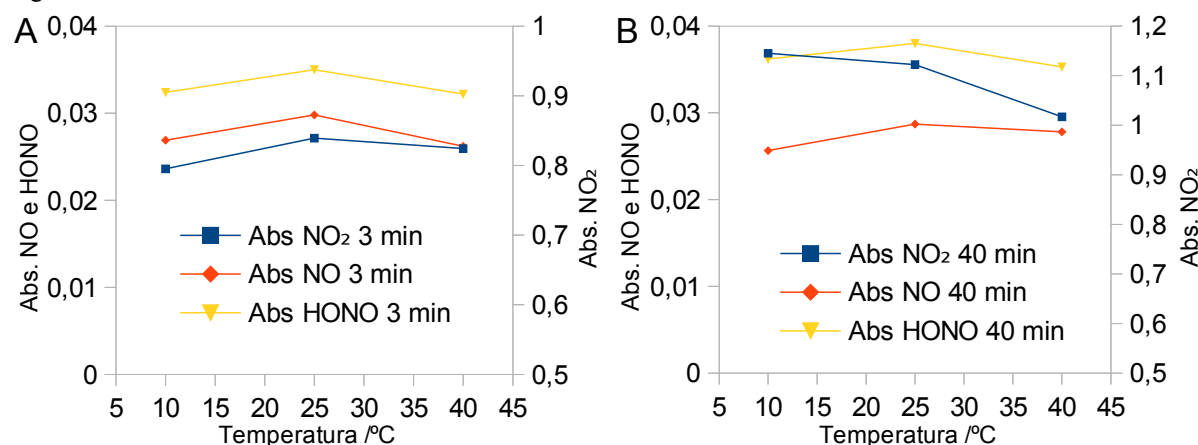 A
Abs. NO e HONO
0,04
0,03
0,02
0,01
0
1
0,9
0,8
0,7
0,6
0,5
Abs. NO₂
Abs NO₂ 3 min
Abs NO 3 min
Abs HONO 3 min
5 10 15 20 25 30 35 40 45
Temperatura /ºC
B
Abs. NO e HONO
0,04
0,03
0,02
0,01
0
1,2
1,1
1
0,9
0,8
0,7
0,6
0,5
Abs. NO₂
Abs NO₂ 40 min
Abs NO 40 min
Abs HONO 40 min
5 10 15 20 25 30 35 40 45
Temperatura /ºC